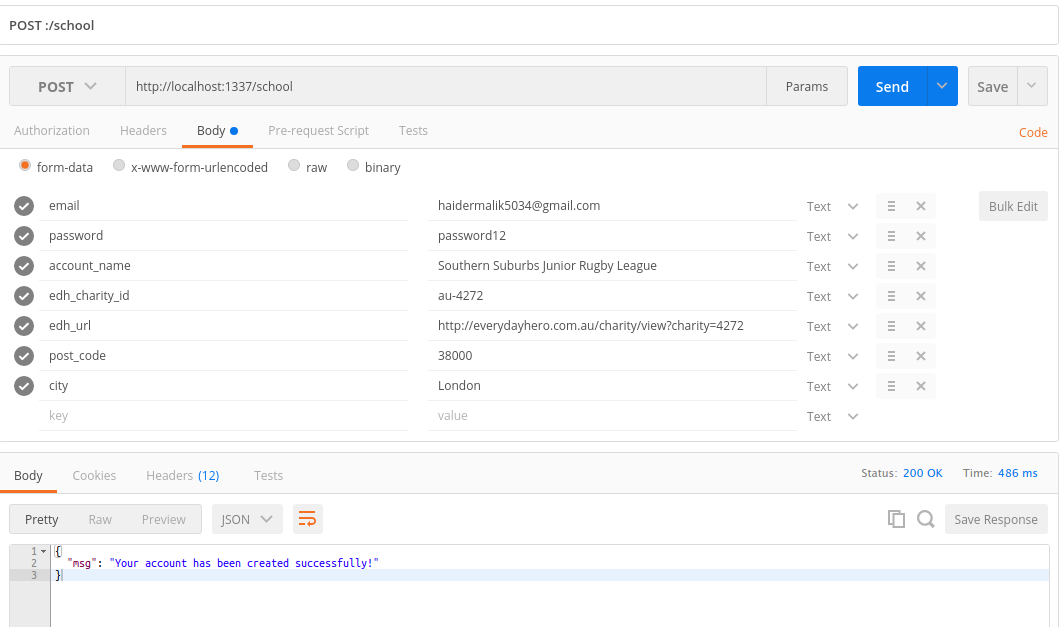 POST :/school
POST http://localhost:1337/school Params Send Save
Authorization Headers Body Pre-request Script Tests Code
form-data x-www-form-urlencoded raw binary
email haidermalik5034@gmail.com Text Bulk Edit
password password12 Text
account_name Southern Suburbs Junior Rugby League Text
edh_charity_id au-4272 Text
edh_url http://everydayhero.com.au/charity/view?charity=4272 Text
post_code 38000 Text
city London Text
key value Text
Body Cookies Headers (12) Tests Status: 200 OK Time: 486 ms
Pretty Raw Preview JSON Save Response
1 {
2 "msg": "Your account has been created successfully!"
3 }